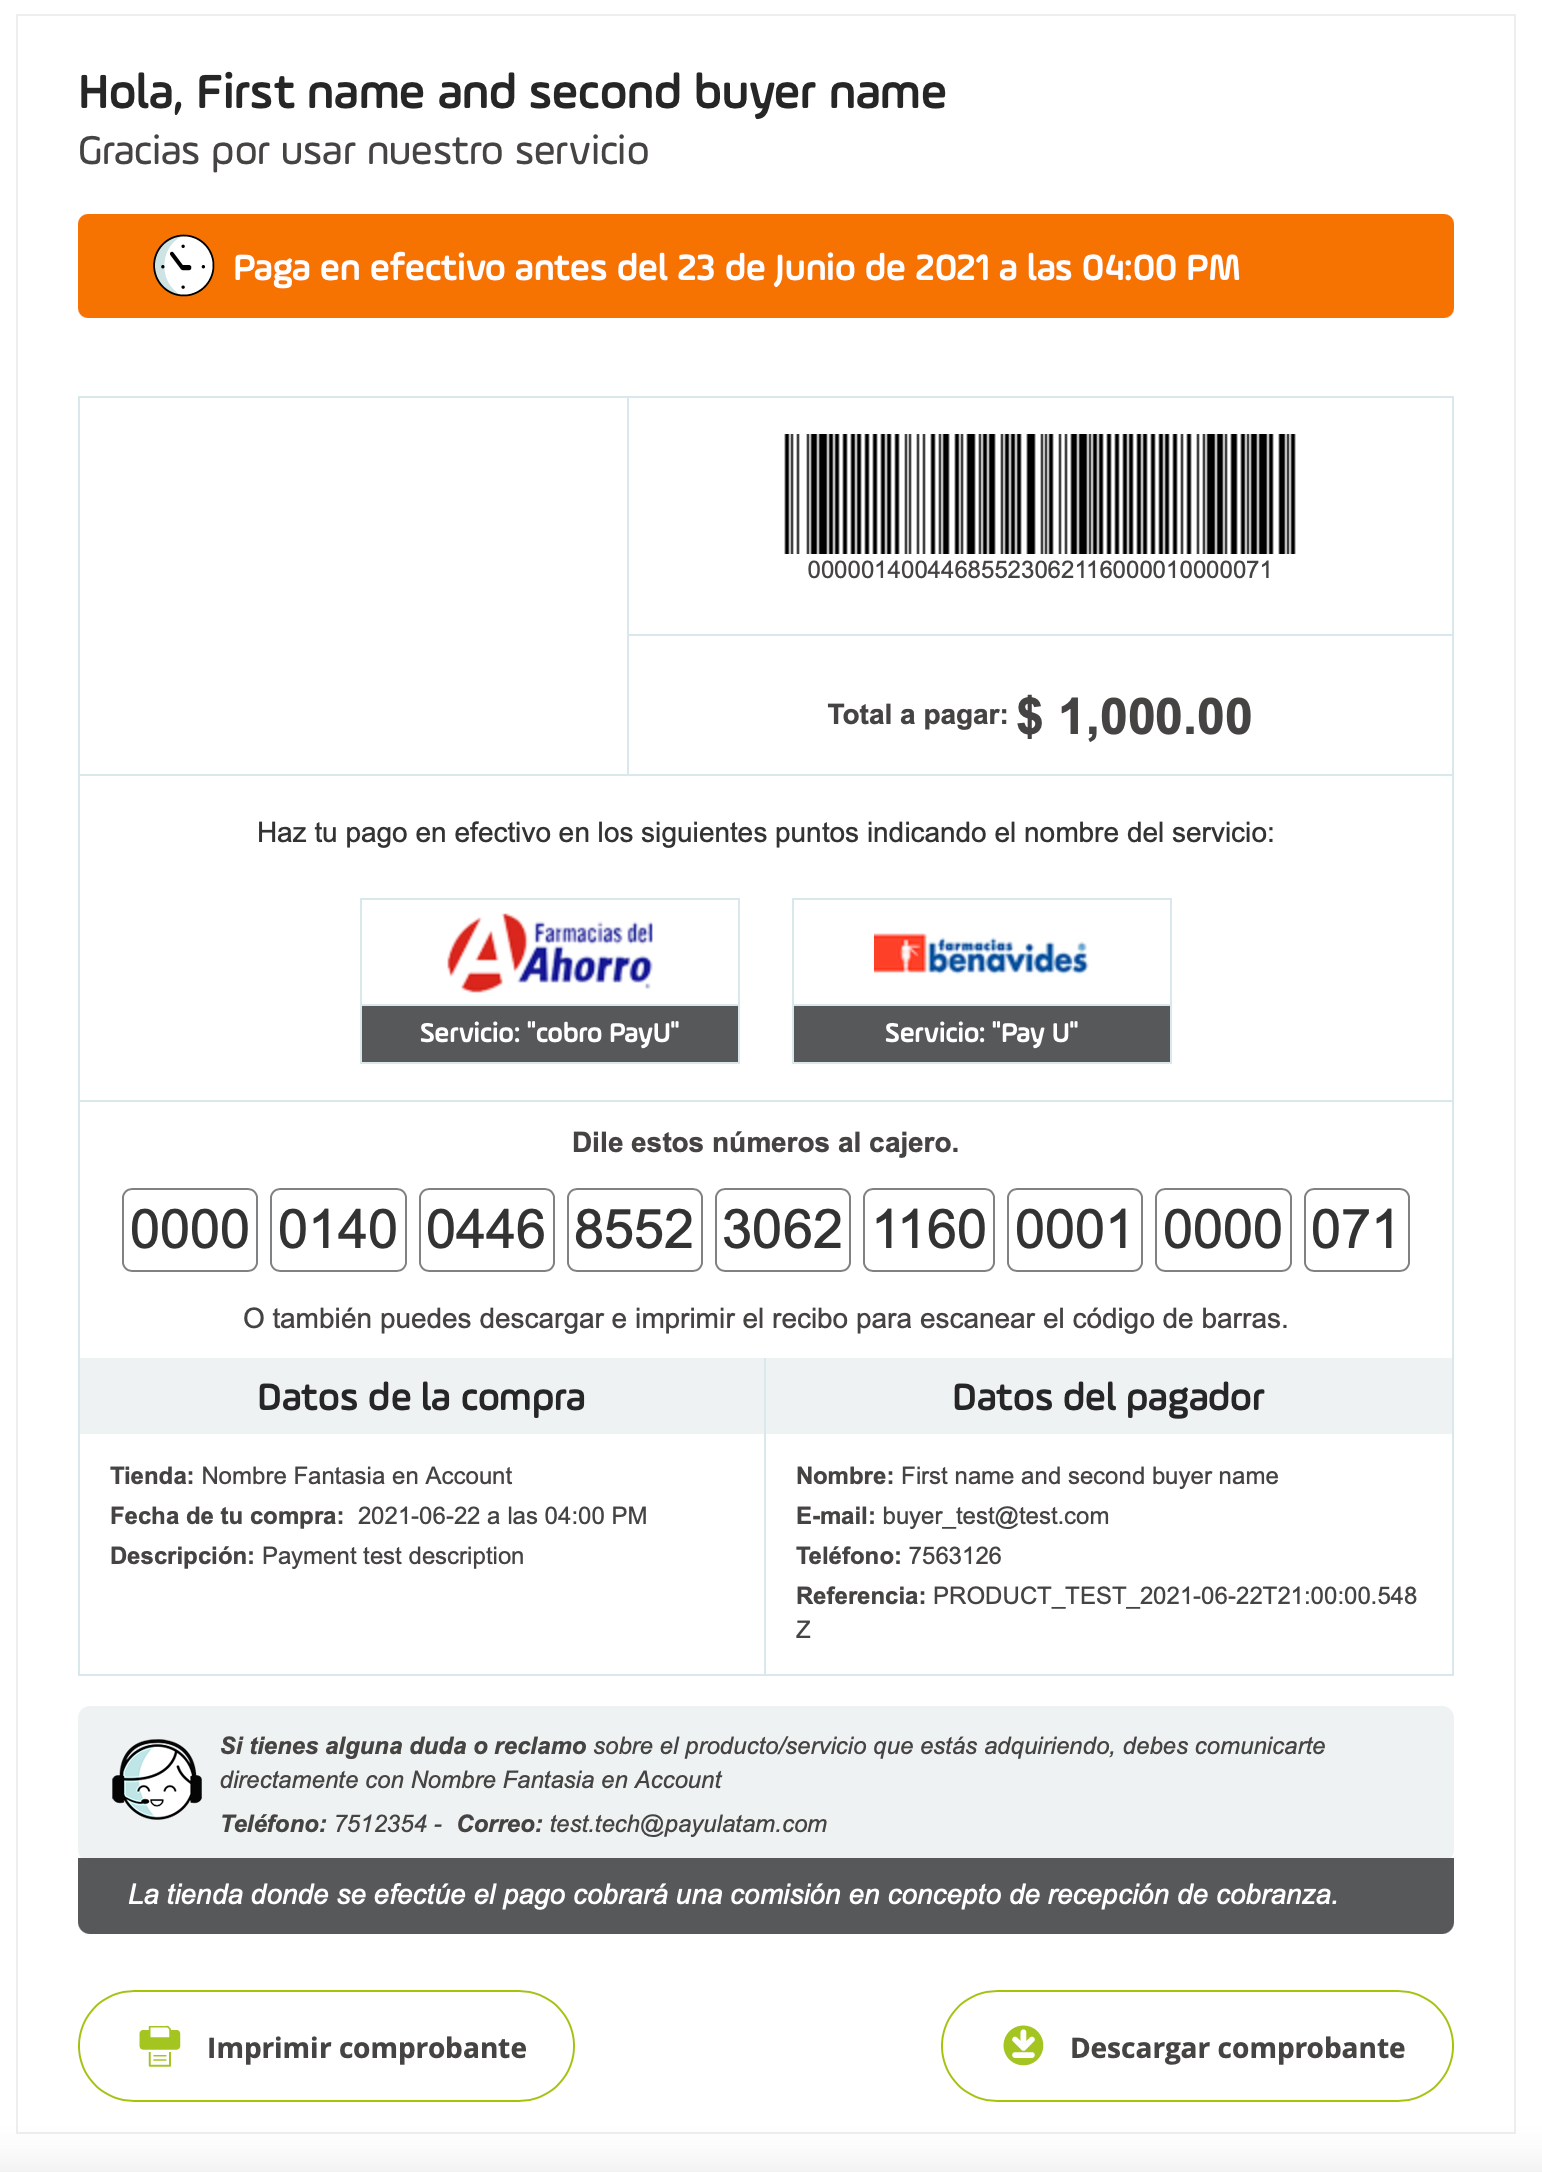 Hola, First name and second buyer name
Gracias por usar nuestro servicio
Paga en efectivo antes del 23 de Junio de 2021 a las 04:00 PM
00000140044685523062116000010000071
Total a pagar: $ 1,000.00
Haz tu pago en efectivo en los siguientes puntos indicando el nombre del servicio:
Farmacias del
Ahorro
Servicio: "cobro PayU"
farmacias
benavides
Servicio: "Pay U"
Dile estos números al cajero.
0000 0140 0446 8552 3062 1160 0001 0000 071
O también puedes descargar e imprimir el recibo para escanear el código de barras.
Datos de la compra
Tienda: Nombre Fantasia en Account
Fecha de tu compra: 2021-06-22 a las 04:00 PM
Descripción: Payment test description
Datos del pagador
Nombre: First name and second buyer name
E-mail: buyer_test@test.com
Teléfono: 7563126
Referencia: PRODUCT_TEST_2021-06-22T21:00:00.548
Z
Si tienes alguna duda o reclamo sobre el producto/servicio que estás adquiriendo, debes comunicarte
directamente con Nombre Fantasia en Account
Teléfono: 7512354 - Correo: test.tech@payulatam.com
La tienda donde se efectúe el pago cobrará una comisión en concepto de recepción de cobranza.
Imprimir comprobante
Descargar comprobante